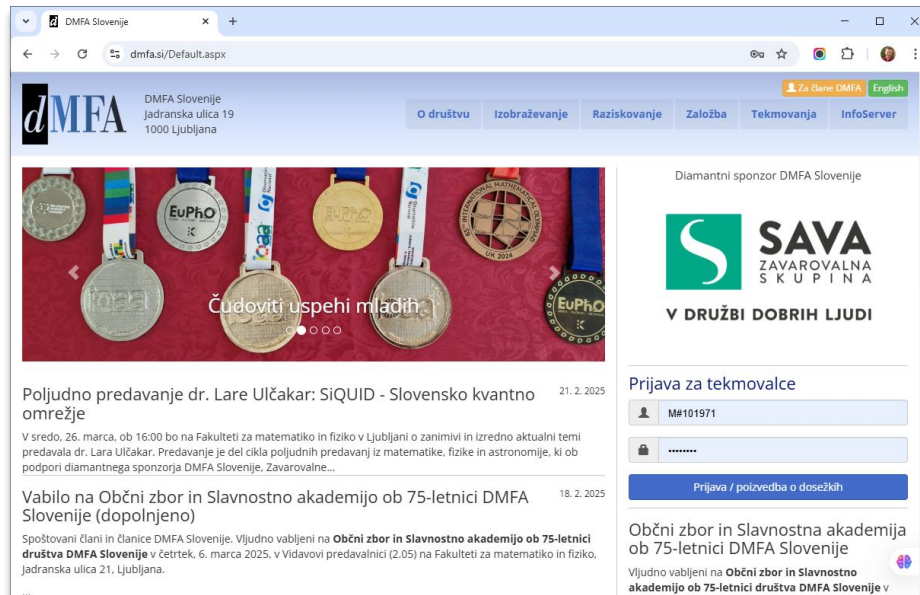 DMFA Slovenije
dmfa.si/Default.aspx
dMFA
DMFA Slovenije
Jadranska ulica 19
1000 Ljubljana
Za člane DMFA
English
O društvu
Izobraževanje
Raziskovanje
Založba
Tekmovanja
InfoServer
EuPhO
INTERNATIONAL MATHEMATICAL OLYMPIAD
UK 2024
ioaa
EuPhO
Čudoviti uspehi mladih
Diamantni sponzor DMFA Slovenije
SAVA
ZAVAROVALNA
SKUPINA
V DRUŽBI DOBRIH LJUDI
Poljudno predavanje dr. Lare Ulčakar: SiQUID - Slovensko kvantno
omrežje
21. 2. 2025
V sredo, 26. marca, ob 16:00 bo na Fakulteti za matematiko in fiziko v Ljubljani o zanimivi in izredno aktualni temi
predavala dr. Lara Ulčakar. Predavanje je del cikla poljudnih predavanj iz matematike, fizike in astronomije, ki ob
podpori diamantnega sponzorja DMFA Slovenije, Zavarovalne...
Vabilo na Občni zbor in Slavnostno akademijo ob 75-letnici DMFA
Slovenije (dopolnjeno)
18. 2. 2025
Spoštovani člani in članice DMFA Slovenije. Vljudno vabljeni na Občni zbor in Slavnostno akademijo ob 75-letnici
društva DMFA Slovenije v četrtek, 6. marca 2025, v Vidavovi predavalnici (2.05) na Fakulteti za matematiko in fiziko,
Jadranska ulica 21, Ljubljana.
...
Prijava za tekmovalce
M#101971
••••••••
Prijava / poizvedba o dosežkih
Občni zbor in Slavnostna akademija
ob 75-letnici DMFA Slovenije
Vljudno vabljeni na Občni zbor in Slavnostno
akademijo ob 75-letnici društva DMFA Slovenije v